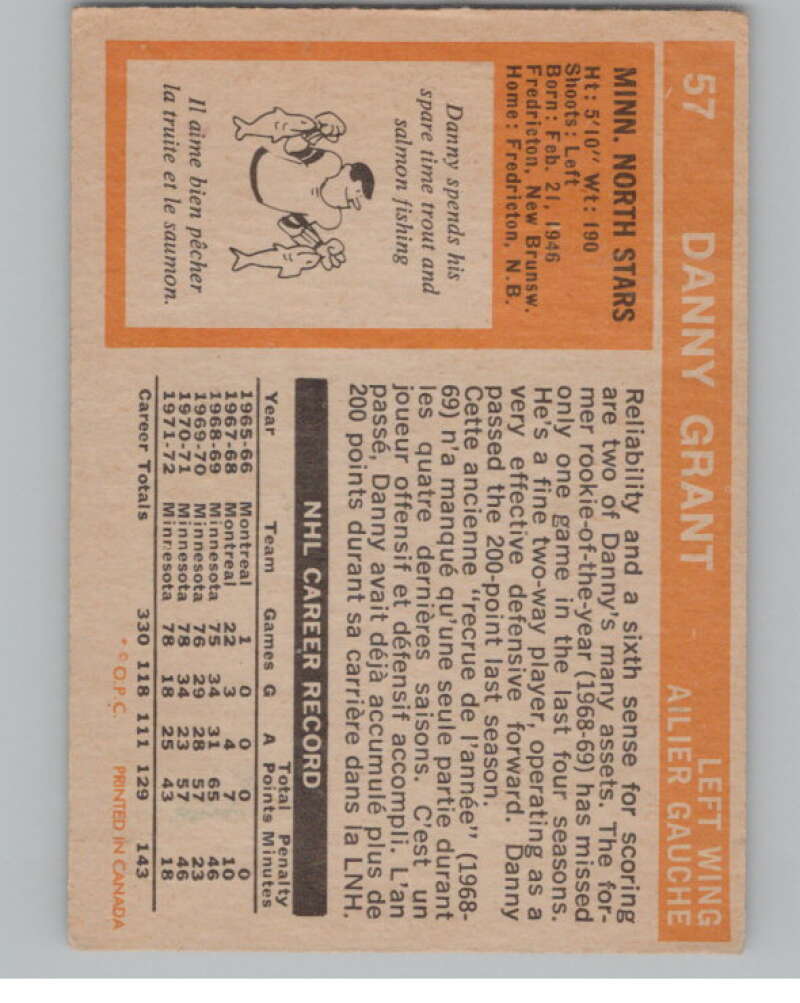 57 DANNY GRANT LEFT WING
AILIER GAUCHE
MINN. NORTH STARS
Ht: 5'10" Wt: 190
Shoots: Left
Born: Feb. 21, 1946
Fredricton, New Brunsw.
Home: Fredricton, N.B.
Danny spends his
spare time trout and
salmon fishing
Il aime bien pêcher
la truite et le saumon.
Reliability and a sixth sense for scoring
are two of Danny's many assets. The for-
mer rookie-of-the-year (1968-69) has missed
only one game in the last four seasons.
He's a fine two-way player, operating as a
very effective defensive forward. Danny
passed the 200-point last season.
Cette ancienne "recrue de l'année" (1968-
69) n'a manqué qu'une seule partie durant
les quatre dernières saisons. C'est un
joueur offensif et défensif accompli. L'an
passé, Danny avait déjà accumulé plus de
200 points durant sa carrière dans la LNH.
NHL CAREER RECORD
Total Penalty
Year Team Games G A Points Minutes
1965-66 Montreal 1 0 0 0 0
1967-68 Montreal 22 3 4 7 10
1968-69 Minnesota 75 34 31 65 46
1969-70 Minnesota 76 29 28 57 23
1970-71 Minnesota 78 34 23 57 46
1971-72 Minnesota 78 18 25 43 18
Career Totals 330 118 111 129 143
* © O.P.C. PRINTED IN CANADA